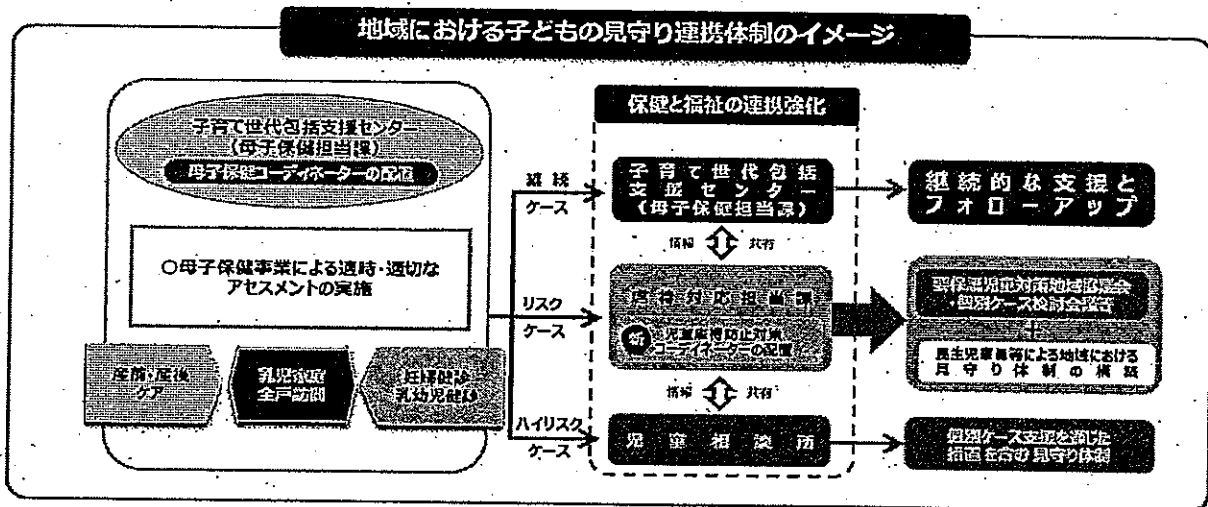 地域における子どもの見守り連携体制のイメージ
子育て世代包括支援センター
(母子保健担当課)
母子保健コーディネーターの配置
○母子保健事業による適時・適切な
アセスメントの実施
産前・産後
ケア
乳児家庭
全戸訪問
妊婦健診
乳幼児健診
継続
ケース
リスク
ケース
ハイリスク
ケース
保健と福祉の連携強化
子育て世代包括
支援センター
(母子保健担当課)
情報 共有
虐待対応担当課
新
児童虐待防止対策
コーディネーターの配置
情報 共有
児童相談所
継続的な支援と
フォローアップ
要保護児童対策地域協議会
・個別ケース検討会議等
+
民生児童委員等による地域における
見守り体制の構築
個別ケース支援を通じた
措置を含む見守り体制